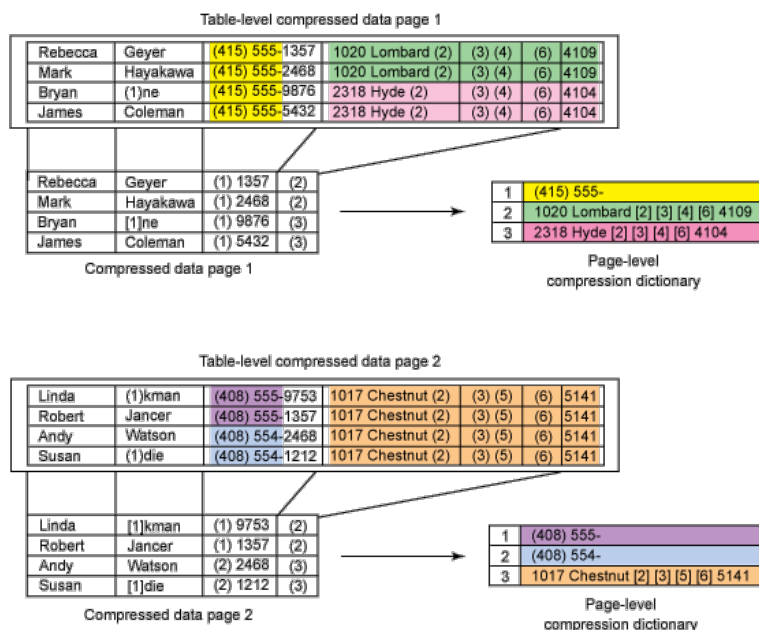 Table-level compressed data page 1
Rebecca Geyer (415) 555-1357 1020 Lombard (2) (3) (4) (6) 4109
Mark Hayakawa (415) 555-2468 1020 Lombard (2) (3) (4) (6) 4109
Bryan (1)ne (415) 555-9876 2318 Hyde (2) (3) (4) (6) 4104
James Coleman (415) 555-5432 2318 Hyde (2) (3) (4) (6) 4104
Rebecca Geyer (1) 1357 (2)
Mark Hayakawa (1) 2468 (2)
Bryan [1]ne (1) 9876 (3)
James Coleman (1) 5432 (3)
Compressed data page 1
1 (415) 555-
2 1020 Lombard [2] [3] [4] [6] 4109
3 2318 Hyde [2] [3] [4] [6] 4104
Page-level
compression dictionary
Table-level compressed data page 2
Linda (1)kman (408) 555-9753 1017 Chestnut (2) (3) (5) (6) 5141
Robert Jancer (408) 555-1357 1017 Chestnut (2) (3) (5) (6) 5141
Andy Watson (408) 554-2468 1017 Chestnut (2) (3) (5) (6) 5141
Susan (1)die (408) 554-1212 1017 Chestnut (2) (3) (5) (6) 5141
Linda [1]kman (1) 9753 (2)
Robert Jancer (1) 1357 (2)
Andy Watson (2) 2468 (3)
Susan [1]die (2) 1212 (3)
Compressed data page 2
1 (408) 555-
2 (408) 554-
3 1017 Chestnut [2] [3] [5] [6] 5141
Page-level
compression dictionary